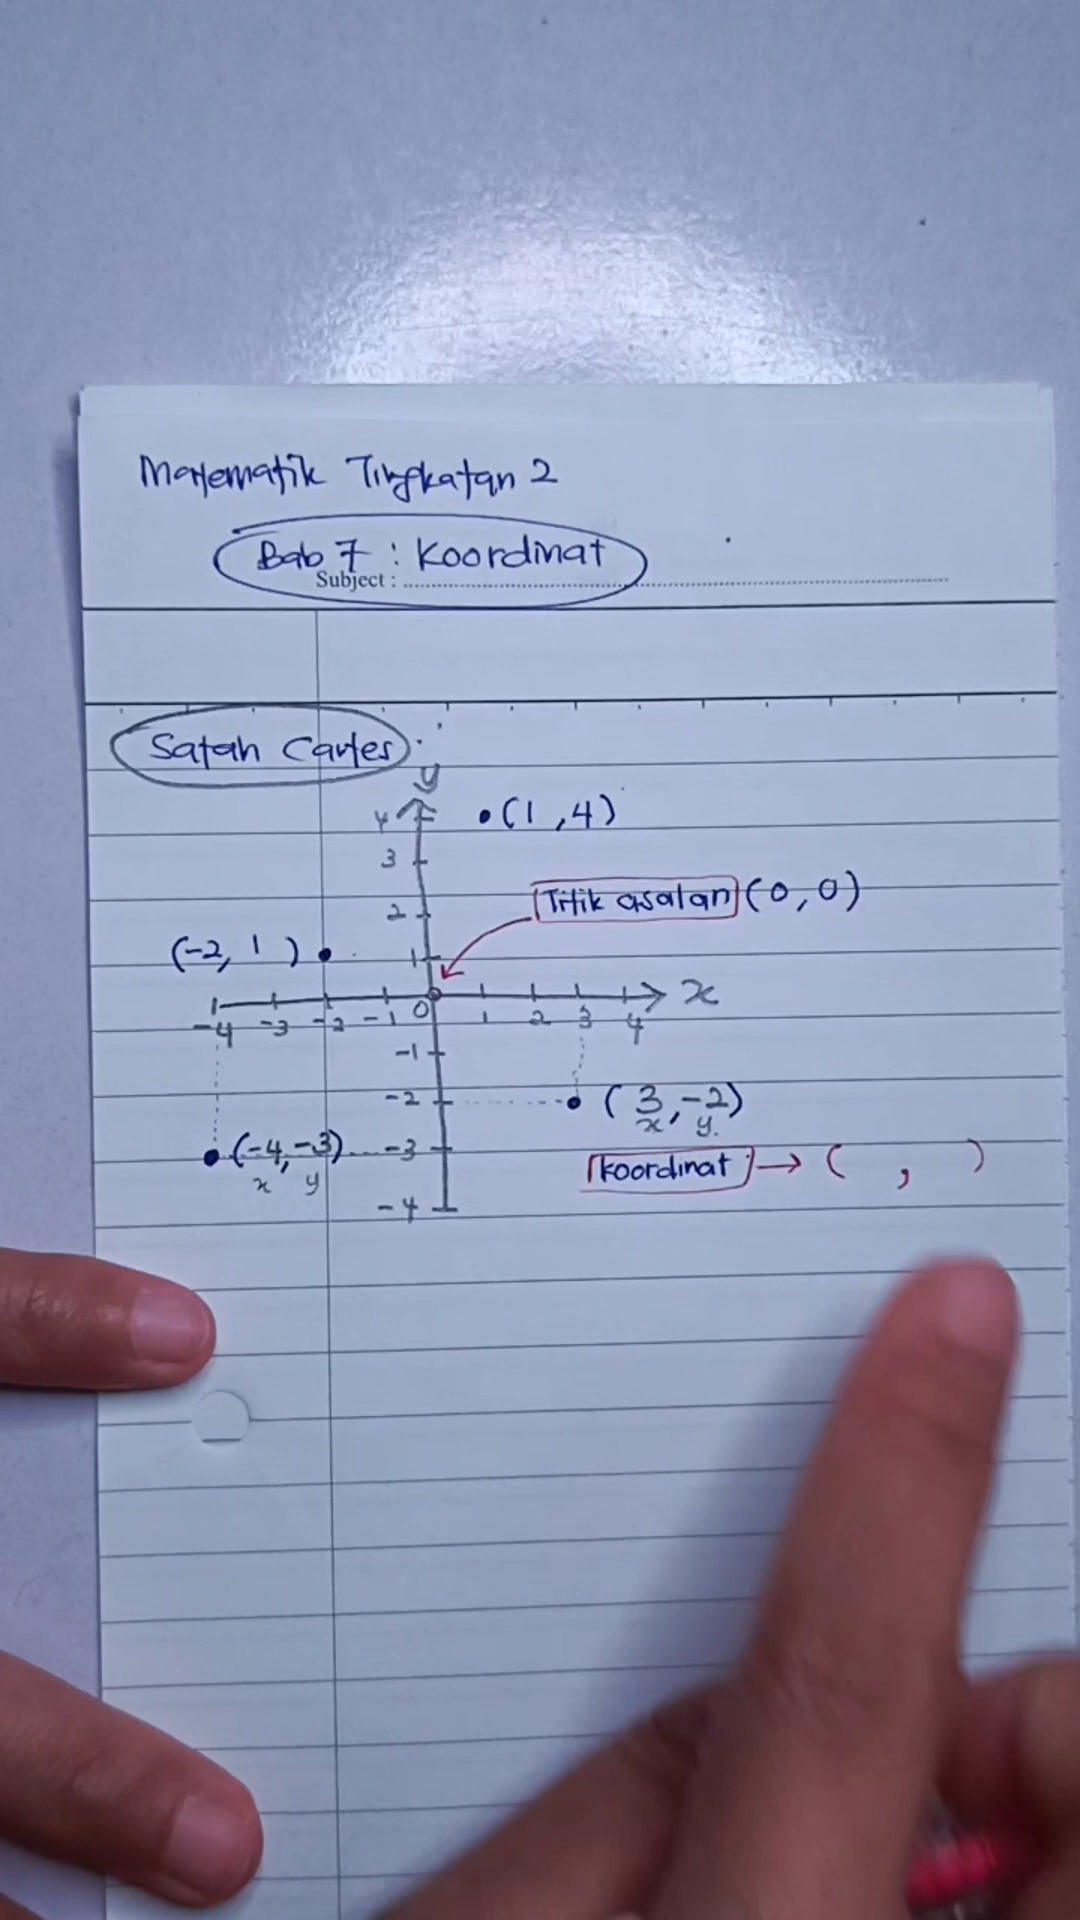 Matematik Tingkatan 2
Bab 7 : Koordinat
Subject :
Satah Cartes
y
4
(1, 4)
3
Titik asalan (0, 0)
2
(-2, 1)
1
x
-4 -3 -2 -1 0 1 2 3 4
-1
-2
(3, -2)
x y
(-4, -3)
-3
x y
koordinat → ( , )
-4